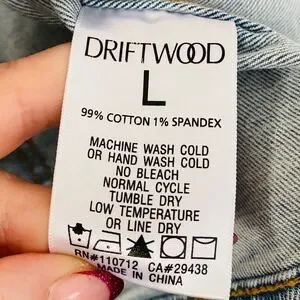 DRIFTWOOD
L
99% COTTON 1% SPANDEX
MACHINE WASH COLD
OR HAND WASH COLD
NO BLEACH
NORMAL CYCLE
TUMBLE DRY
LOW TEMPERATURE
OR LINE DRY
RN#110712 CA#29438
MADE IN CHINA